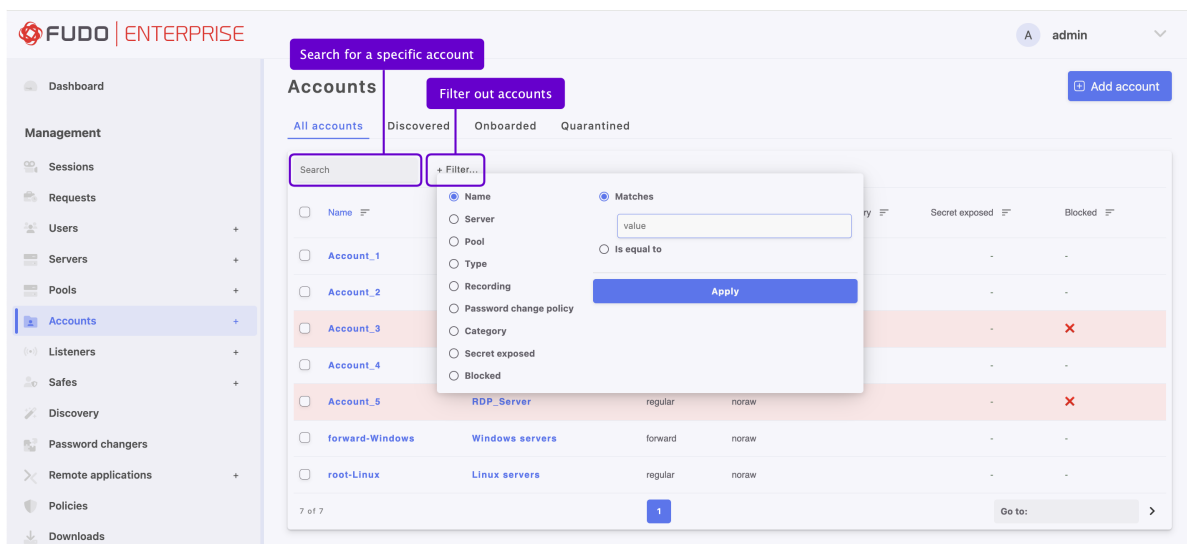 FUDO | ENTERPRISE
A admin
Search for a specific account
Dashboard
Accounts
Filter out accounts
Add account
All accounts Discovered Onboarded Quarantined
Management
Search
+ Filter...
Sessions
Requests
Users +
Servers +
Pools +
Accounts +
Listeners +
Safes +
Discovery
Password changers
Remote applications +
Policies
Downloads
Name
Server
Pool
Type
Recording
Password change policy
Category
Secret exposed
Blocked
Matches
value
Is equal to
Apply
Name ry Secret exposed Blocked
Account_1 - -
Account_2 - -
Account_3 -
Account_4 - -
Account_5 RDP_Server regular noraw -
forward-Windows Windows servers forward noraw - -
root-Linux Linux servers regular noraw - -
7 of 7 1 Go to: